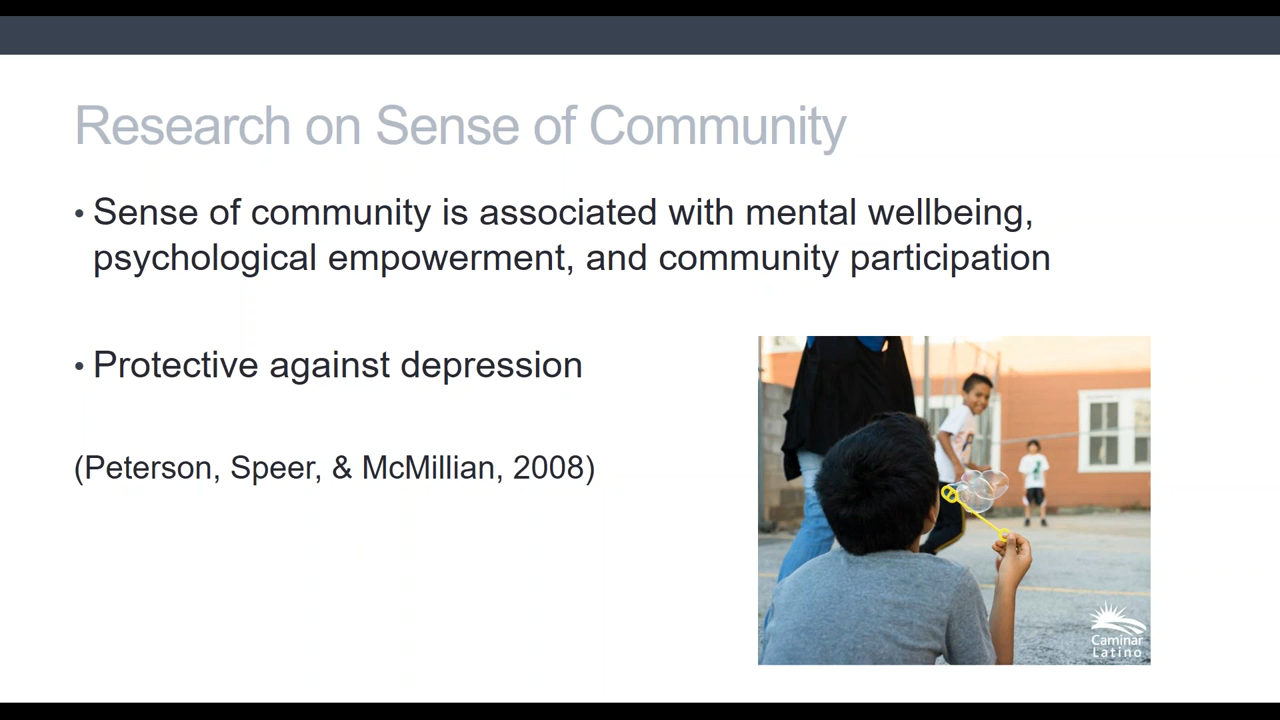 Research on Sense of Community
• Sense of community is associated with mental wellbeing,
psychological empowerment, and community participation
• Protective against depression
(Peterson, Speer, & McMillian, 2008)
Caminar
Latino